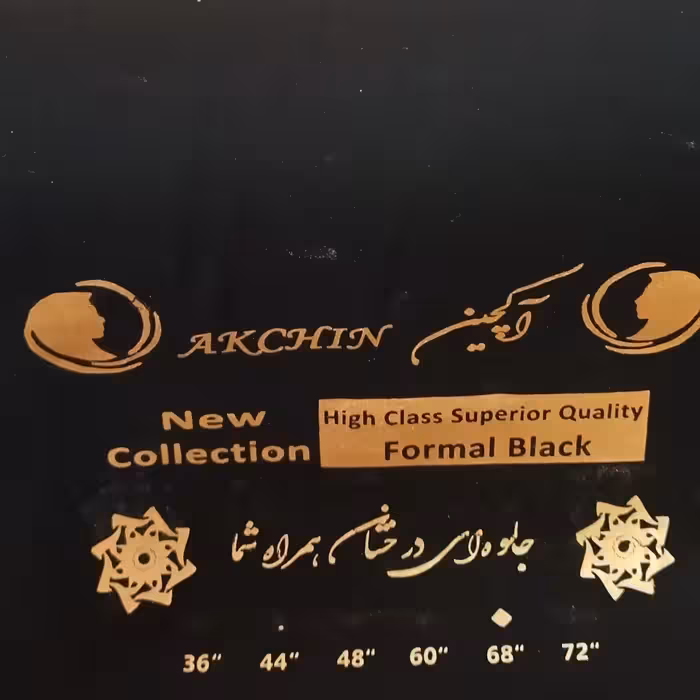 AKCHIN آکچین
New Collection
High Class Superior Quality
Formal Black
جلوه‌ای درخشان همراه شما
36" 44" 48" 60" 68" 72"